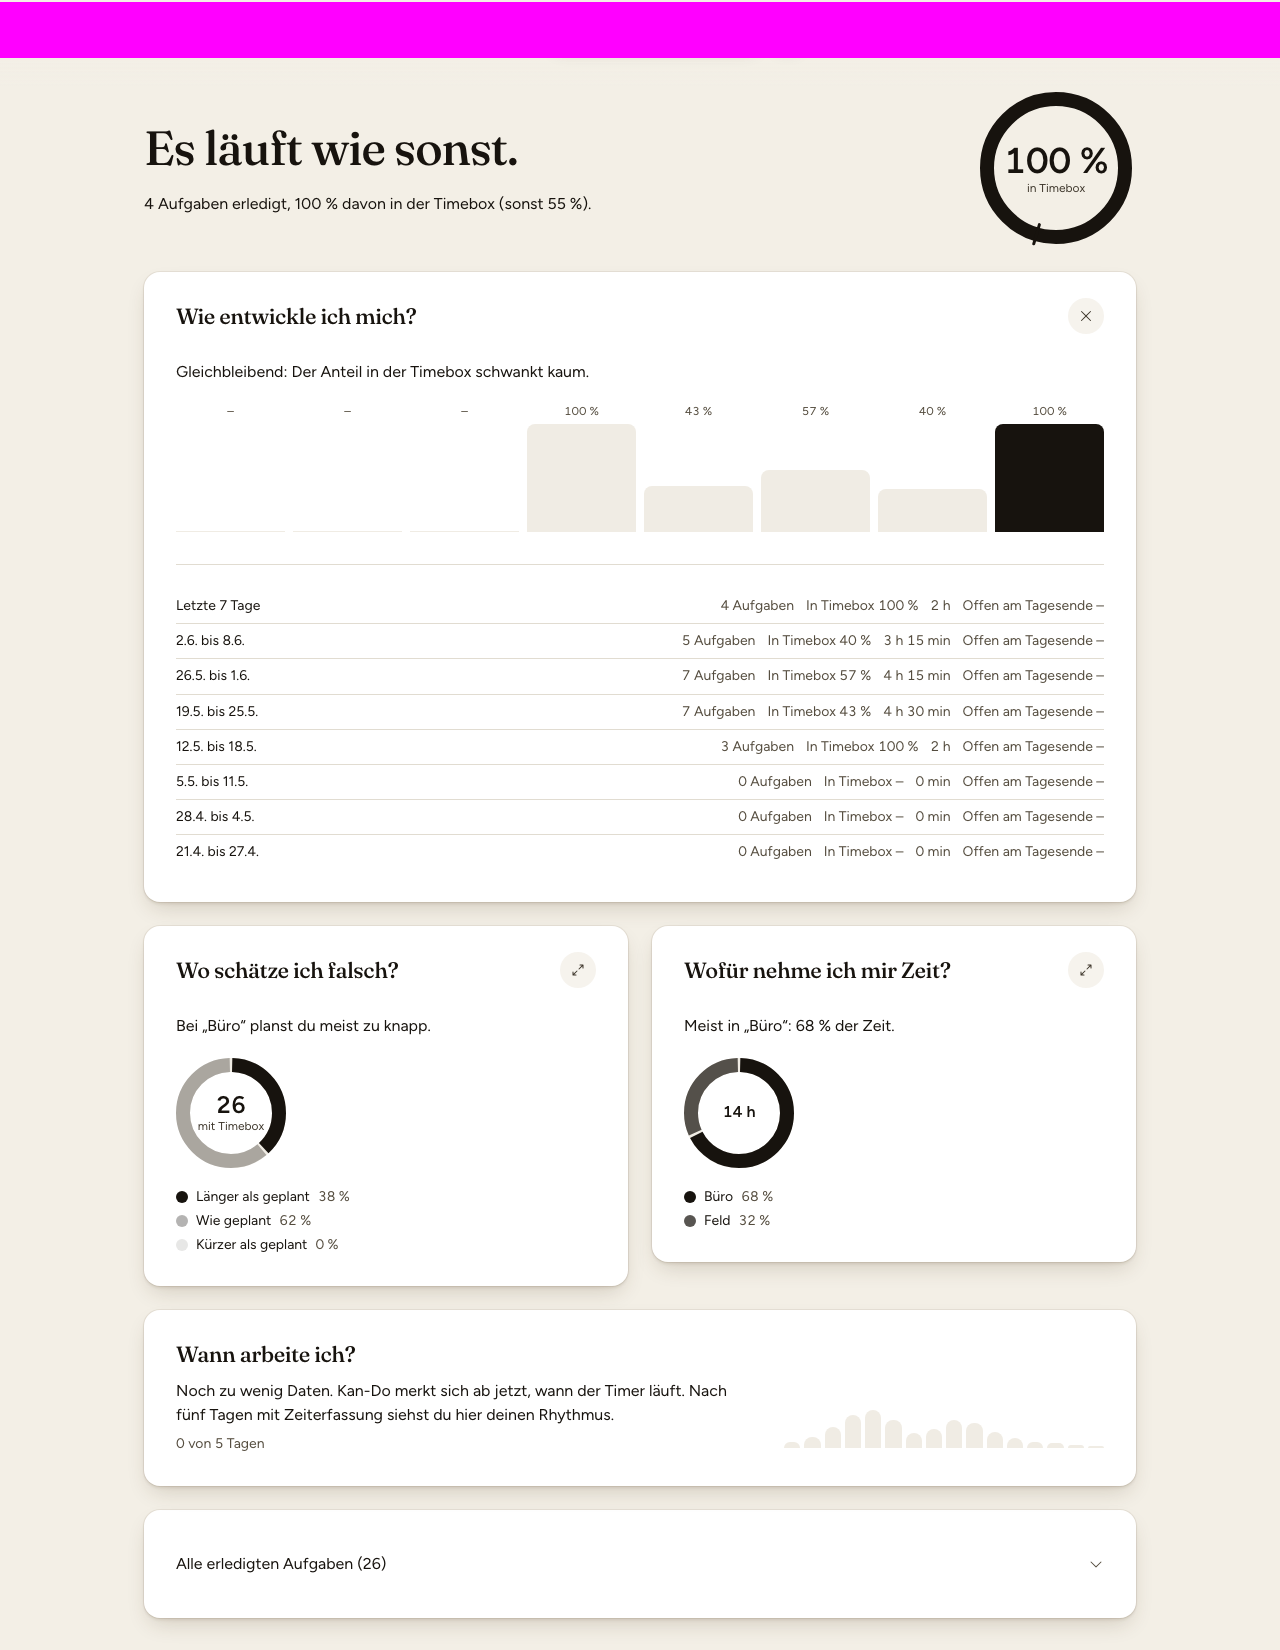 Es läuft wie sonst.
4 Aufgaben erledigt, 100 % davon in der Timebox (sonst 55 %).
100 %
in Timebox
Wie entwickle ich mich?
Gleichbleibend: Der Anteil in der Timebox schwankt kaum.
– – – 100 % 43 % 57 % 40 % 100 %
Letzte 7 Tage 4 Aufgaben In Timebox 100 % 2 h Offen am Tagesende –
2.6. bis 8.6. 5 Aufgaben In Timebox 40 % 3 h 15 min Offen am Tagesende –
26.5. bis 1.6. 7 Aufgaben In Timebox 57 % 4 h 15 min Offen am Tagesende –
19.5. bis 25.5. 7 Aufgaben In Timebox 43 % 4 h 30 min Offen am Tagesende –
12.5. bis 18.5. 3 Aufgaben In Timebox 100 % 2 h Offen am Tagesende –
5.5. bis 11.5. 0 Aufgaben In Timebox – 0 min Offen am Tagesende –
28.4. bis 4.5. 0 Aufgaben In Timebox – 0 min Offen am Tagesende –
21.4. bis 27.4. 0 Aufgaben In Timebox – 0 min Offen am Tagesende –
Wo schätze ich falsch?
Bei „Büro“ planst du meist zu knapp.
26
mit Timebox
Länger als geplant 38 %
Wie geplant 62 %
Kürzer als geplant 0 %
Wofür nehme ich mir Zeit?
Meist in „Büro“: 68 % der Zeit.
14 h
Büro 68 %
Feld 32 %
Wann arbeite ich?
Noch zu wenig Daten. Kan-Do merkt sich ab jetzt, wann der Timer läuft. Nach
fünf Tagen mit Zeiterfassung siehst du hier deinen Rhythmus.
0 von 5 Tagen
Alle erledigten Aufgaben (26)